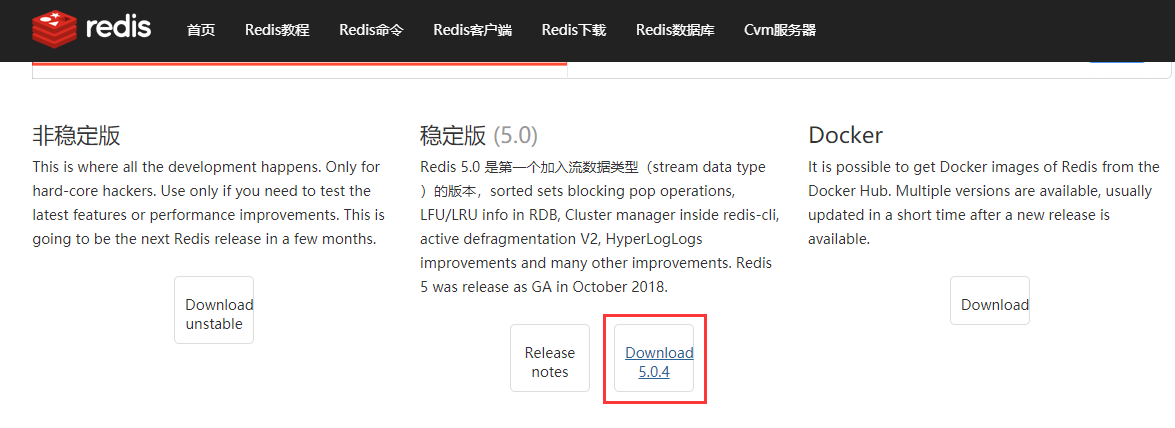 redis 首页 Redis教程 Redis命令 Redis客户端 Redis下载 Redis数据库 Cvm服务器
非稳定版
This is where all the development happens. Only for
hard-core hackers. Use only if you need to test the
latest features or performance improvements. This is
going to be the next Redis release in a few months.
Download
unstable
稳定版 (5.0)
Redis 5.0 是第一个加入流数据类型（stream data type
）的版本，sorted sets blocking pop operations,
LFU/LRU info in RDB, Cluster manager inside redis-cli,
active defragmentation V2, HyperLogLogs
improvements and many other improvements. Redis
5 was release as GA in October 2018.
Release
notes
Download
5.0.4
Docker
It is possible to get Docker images of Redis from the
Docker Hub. Multiple versions are available, usually
updated in a short time after a new release is
available.
Download